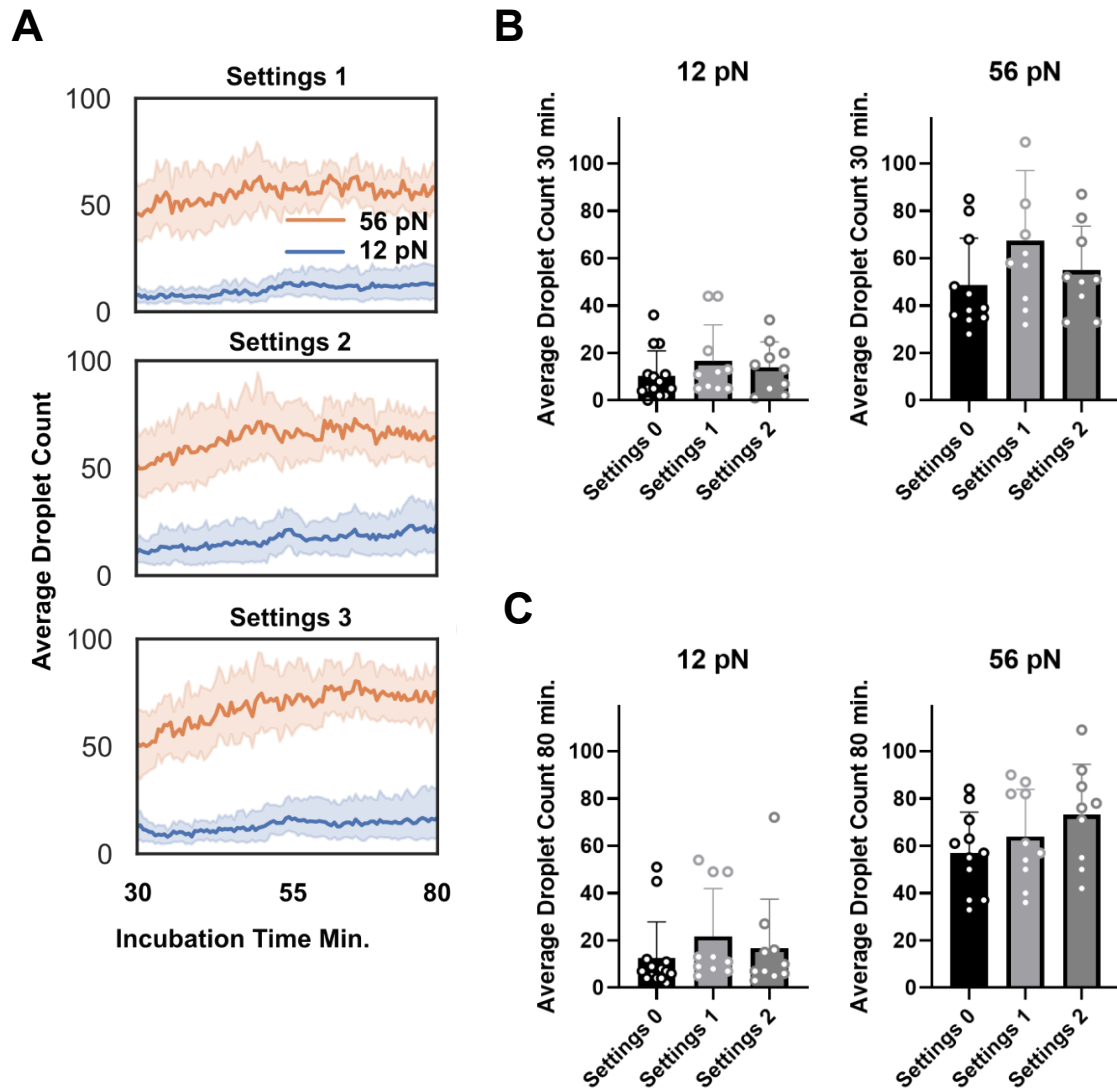 A
Settings 1
100
50
0
56 pN
12 pN
Settings 2
100
50
0
Settings 3
100
50
0
30 55 80
Incubation Time Min.
Average Droplet Count
B
12 pN
Average Droplet Count 30 min.
100
80
60
40
20
0
Settings 0
Settings 1
Settings 2
56 pN
Average Droplet Count 30 min.
100
80
60
40
20
0
Settings 0
Settings 1
Settings 2
C
12 pN
Average Droplet Count 80 min.
100
80
60
40
20
0
Settings 0
Settings 1
Settings 2
56 pN
Average Droplet Count 80 min.
100
80
60
40
20
0
Settings 0
Settings 1
Settings 2